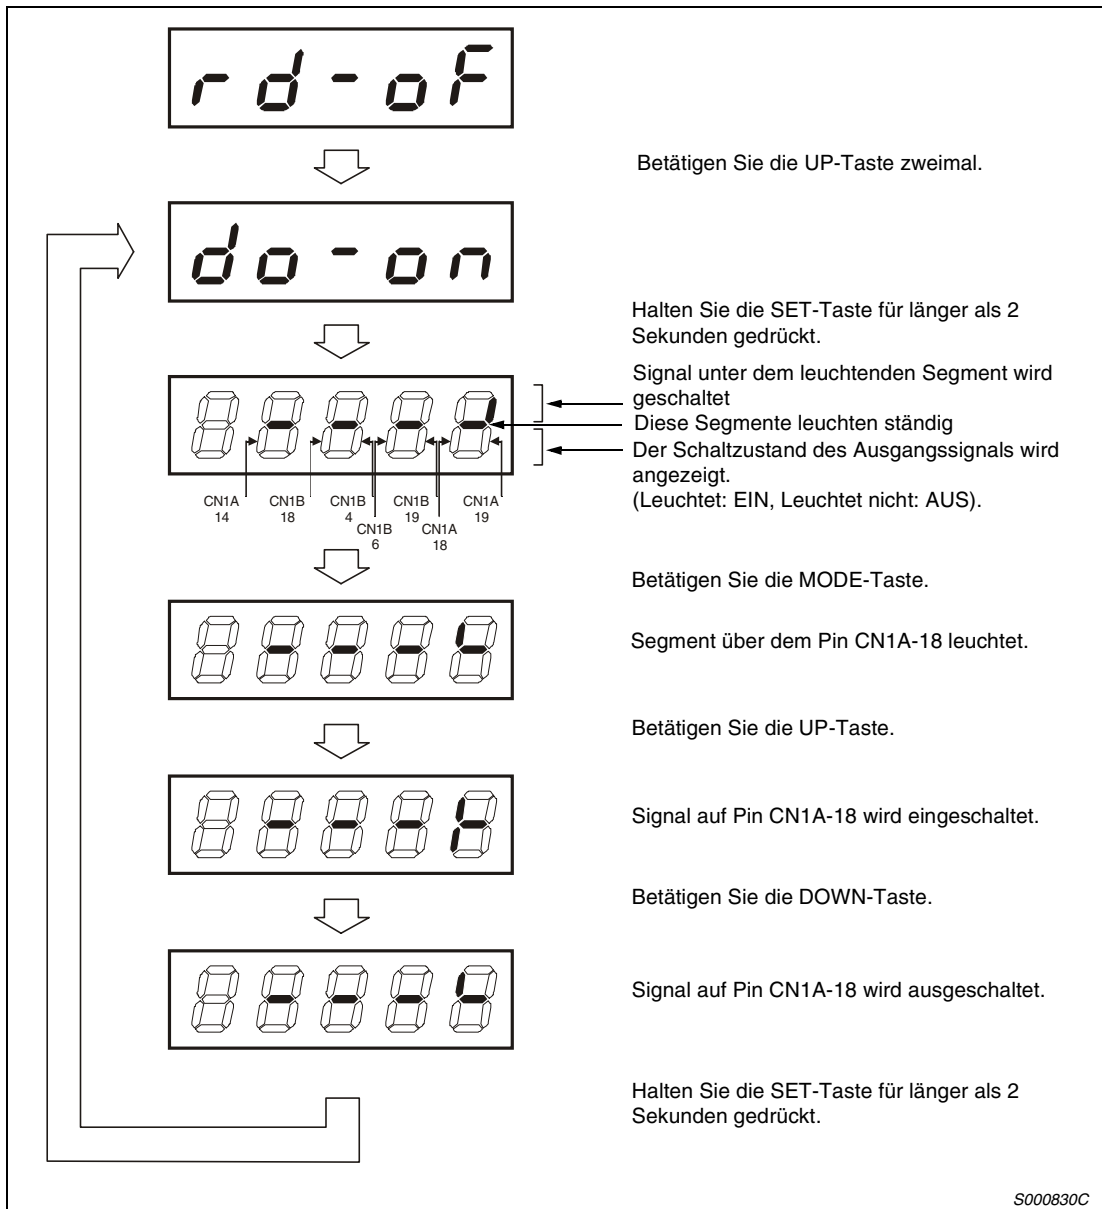 rd-oF
Betätigen Sie die UP-Taste zweimal.
do-on
Halten Sie die SET-Taste für länger als 2
Sekunden gedrückt.
Signal unter dem leuchtenden Segment wird
geschaltet
Diese Segmente leuchten ständig
Der Schaltzustand des Ausgangssignals wird
angezeigt.
(Leuchtet: EIN, Leuchtet nicht: AUS).
CN1A
14
CN1B
18
CN1B
4
CN1B
6
CN1B
19
CN1A
18
CN1A
19
Betätigen Sie die MODE-Taste.
Segment über dem Pin CN1A-18 leuchtet.
Betätigen Sie die UP-Taste.
Signal auf Pin CN1A-18 wird eingeschaltet.
Betätigen Sie die DOWN-Taste.
Signal auf Pin CN1A-18 wird ausgeschaltet.
Halten Sie die SET-Taste für länger als 2
Sekunden gedrückt.
S000830C